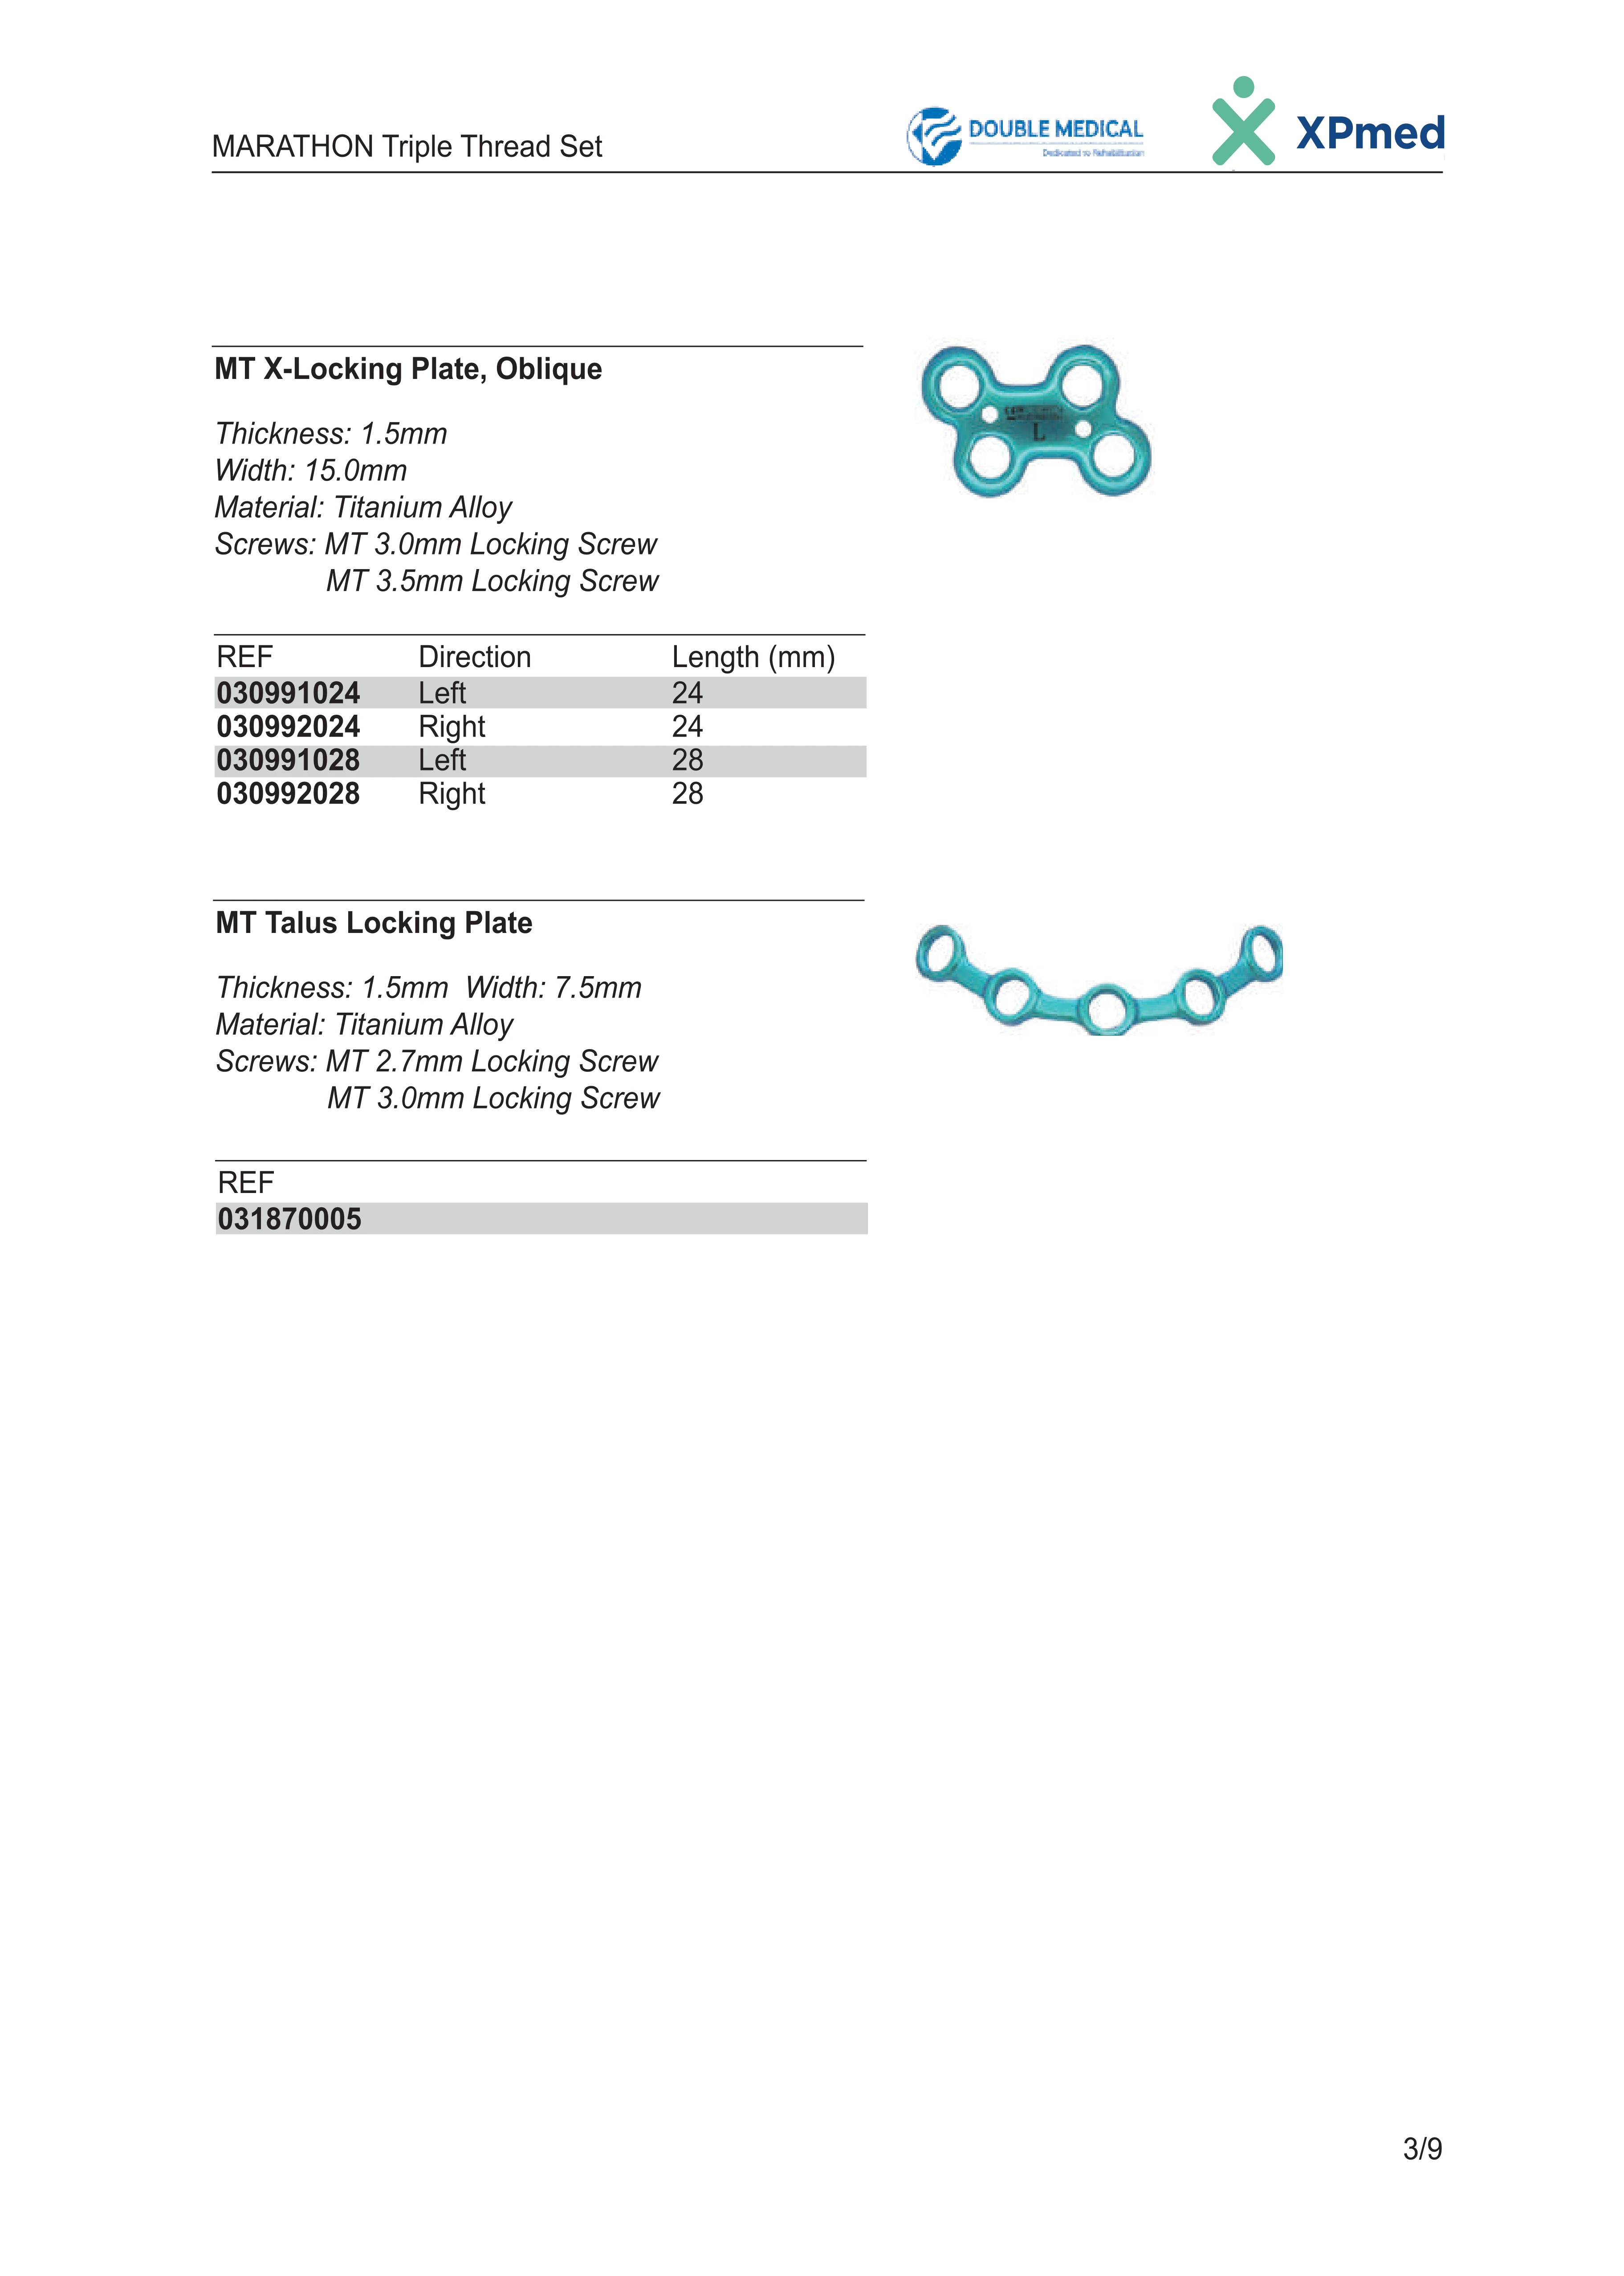 MARATHON Triple Thread Set
DOUBLE MEDICAL
Dedicated to Rehabilitation
XPmed
MT X-Locking Plate, Oblique
Thickness: 1.5mm
Width: 15.0mm
Material: Titanium Alloy
Screws: MT 3.0mm Locking Screw
MT 3.5mm Locking Screw
L
REF Direction Length (mm)
030991024 Left 24
030992024 Right 24
030991028 Left 28
030992028 Right 28
MT Talus Locking Plate
Thickness: 1.5mm Width: 7.5mm
Material: Titanium Alloy
Screws: MT 2.7mm Locking Screw
MT 3.0mm Locking Screw
REF
031870005
3/9